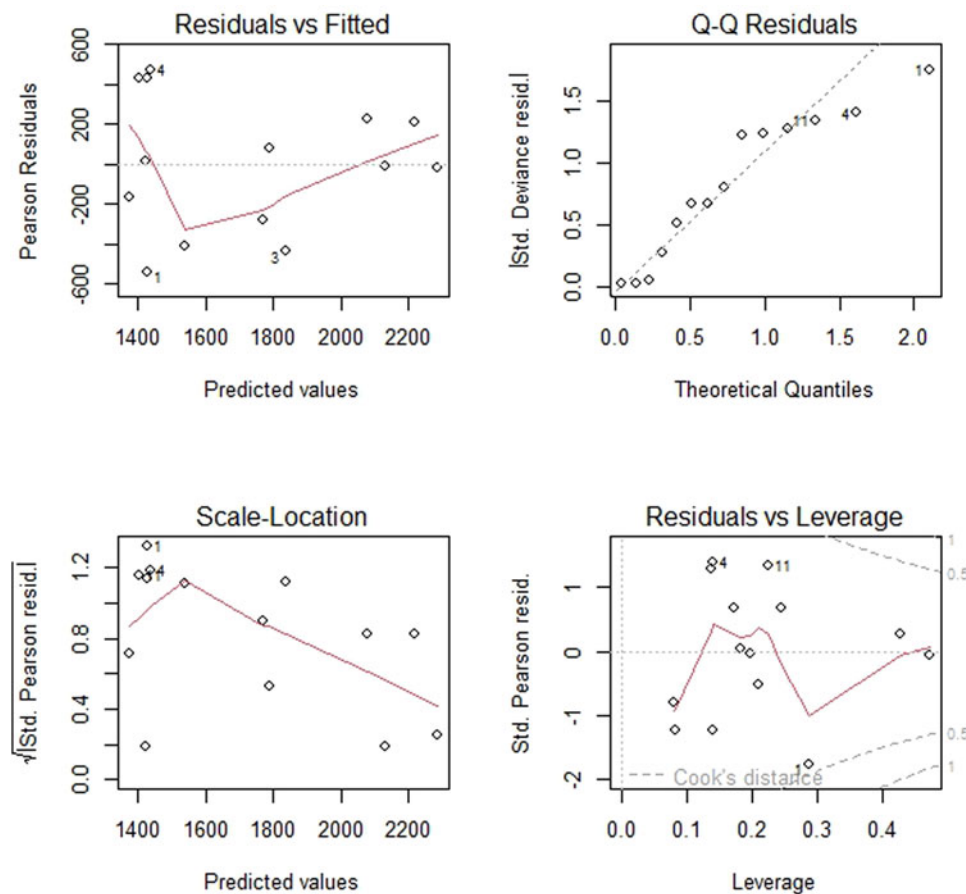 Residuals vs Fitted
Pearson Residuals
600
200
-200
-600
4
3
1
1400 1600 1800 2000 2200
Predicted values
Q-Q Residuals
|Std. Deviance resid.|
1.5
1.0
0.5
0.0
1
11
4
0.0 0.5 1.0 1.5 2.0
Theoretical Quantiles
Scale-Location
√|Std. Pearson resid.|
1.2
0.8
0.4
0.0
1
4
11
1400 1600 1800 2000 2200
Predicted values
Residuals vs Leverage
Std. Pearson resid.
1
0
-1
-2
4
11
1
1
0.5
0.5
1
Cook's distance
0.0 0.1 0.2 0.3 0.4
Leverage